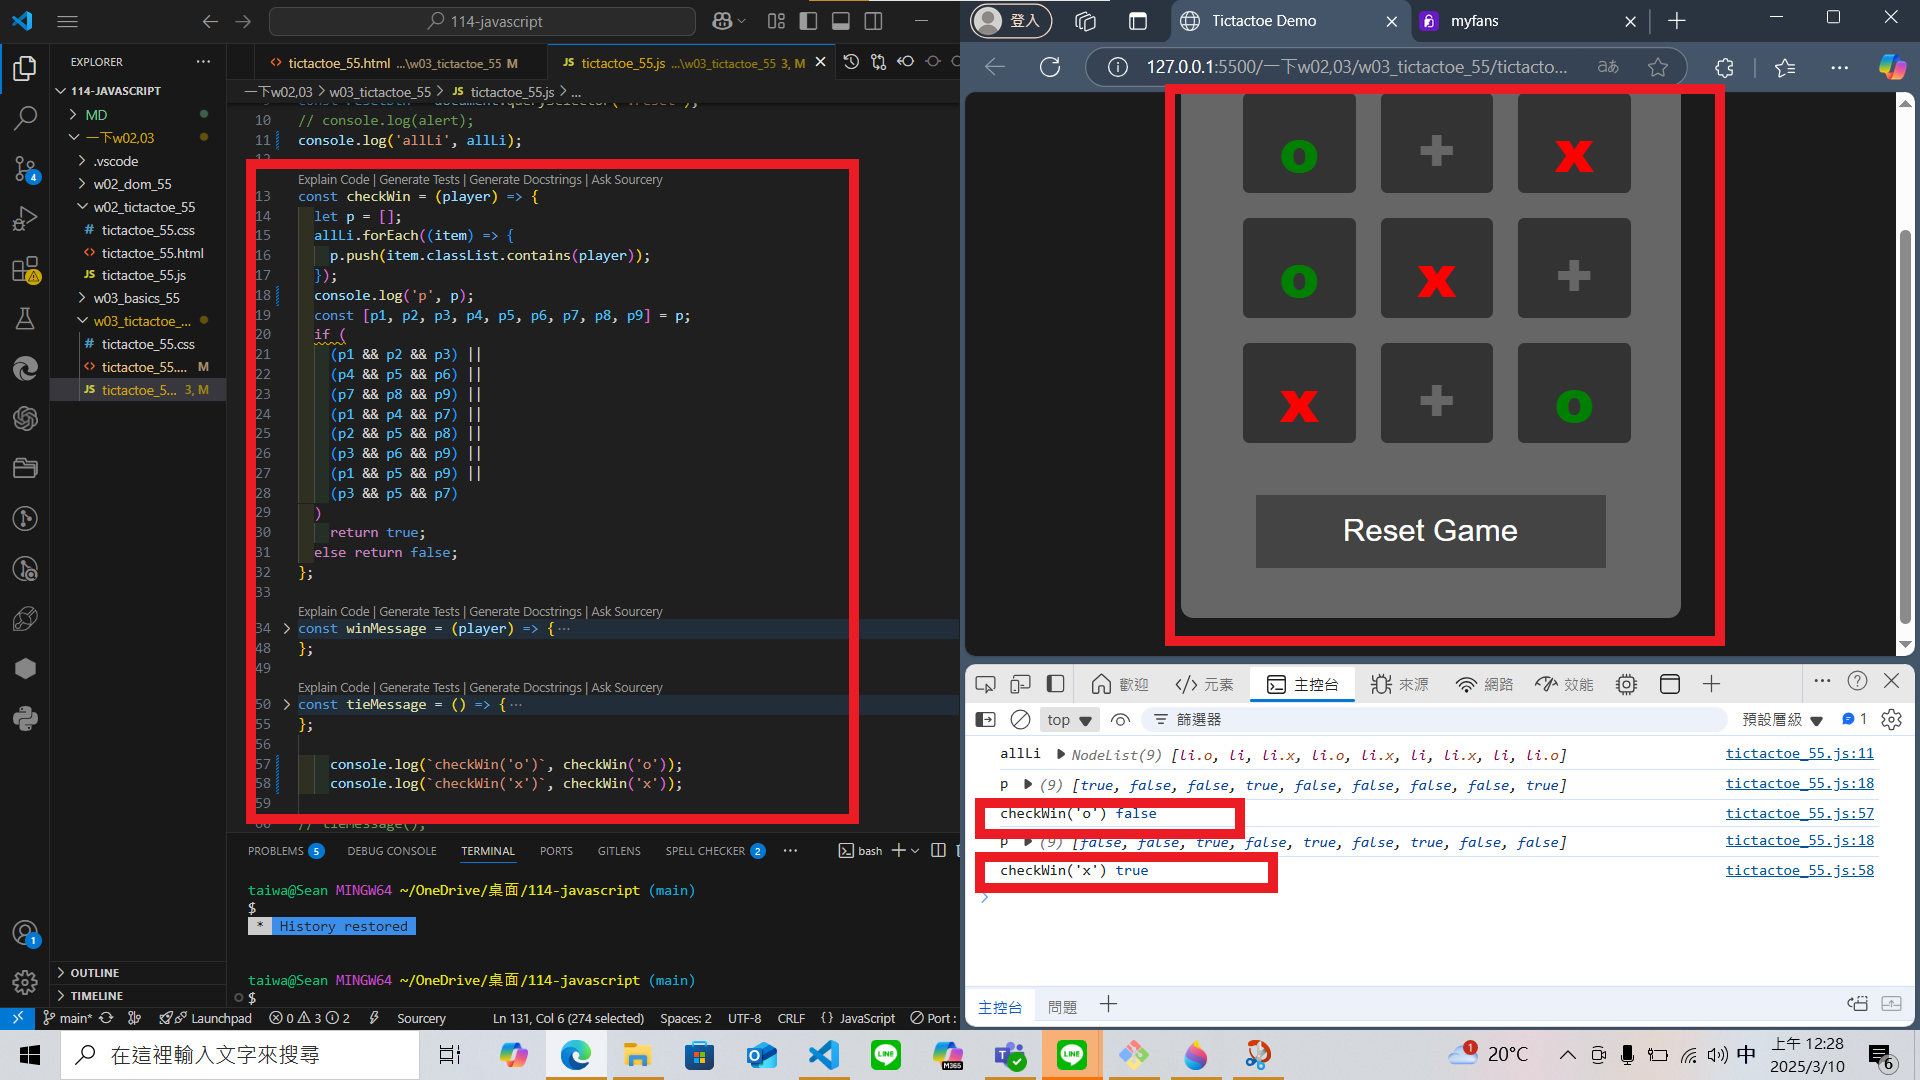 114-javascript
EXPLORER
114-JAVASCRIPT
MD
一下w02,03
.vscode
w02_dom_55
w02_tictactoe_55
# tictactoe_55.css
<> tictactoe_55.html
JS tictactoe_55.js
w03_basics_55
w03_tictactoe_...
# tictactoe_55.css
<> tictactoe_55.... M
JS tictactoe_5... 3, M
OUTLINE
TIMELINE
<> tictactoe_55.html ...\w03_tictactoe_55 M
JS tictactoe_55.js ...\w03_tictactoe_55 3, M
一下w02,03 > w03_tictactoe_55 > JS tictactoe_55.js > ...
10 // console.log(alert);
11 console.log('allLi', allLi);
Explain Code | Generate Tests | Generate Docstrings | Ask Sourcery
13 const checkWin = (player) => {
14 let p = [];
15 allLi.forEach((item) => {
16 p.push(item.classList.contains(player));
17 });
18 console.log('p', p);
19 const [p1, p2, p3, p4, p5, p6, p7, p8, p9] = p;
20 if (
21 (p1 && p2 && p3) ||
22 (p4 && p5 && p6) ||
23 (p7 && p8 && p9) ||
24 (p1 && p4 && p7) ||
25 (p2 && p5 && p8) ||
26 (p3 && p6 && p9) ||
27 (p1 && p5 && p9) ||
28 (p3 && p5 && p7)
29 )
30 return true;
31 else return false;
32 };
33
Explain Code | Generate Tests | Generate Docstrings | Ask Sourcery
34 const winMessage = (player) => { ...
48 };
49
Explain Code | Generate Tests | Generate Docstrings | Ask Sourcery
50 const tieMessage = () => { ...
55 };
56
57 console.log(`checkWin('o')`, checkWin('o'));
58 console.log(`checkWin('x')`, checkWin('x'));
59
60 // tieMessage();
PROBLEMS 5 DEBUG CONSOLE TERMINAL PORTS GITLENS SPELL CHECKER 2 ... bash
taiwa@Sean MINGW64 ~/OneDrive/桌面/114-javascript (main)
$
* History restored
taiwa@Sean MINGW64 ~/OneDrive/桌面/114-javascript (main)
$
main* Launchpad 0 3 2 Sourcery Ln 131, Col 6 (274 selected) Spaces: 2 UTF-8 CRLF {} JavaScript Port :
登入 Tictactoe Demo myfans
127.0.0.1:5500/一下w02,03/w03_tictactoe_55/tictacto...
o + x
o x +
x + o
Reset Game
歡迎 元素 主控台 來源 網路 效能
top 篩選器 預設層級 1
allLi NodeList(9) [li.o, li, li.x, li.o, li.x, li, li.x, li, li.o] tictactoe_55.js:11
p (9) [true, false, false, true, false, false, false, false, true] tictactoe_55.js:18
checkWin('o') false tictactoe_55.js:57
p (9) [false, false, true, false, true, false, true, false, false] tictactoe_55.js:18
checkWin('x') true tictactoe_55.js:58
主控台 問題
在這裡輸入文字來搜尋
LINE
M365
LINE
1 20°C 中
上午 12:28
2025/3/10
6